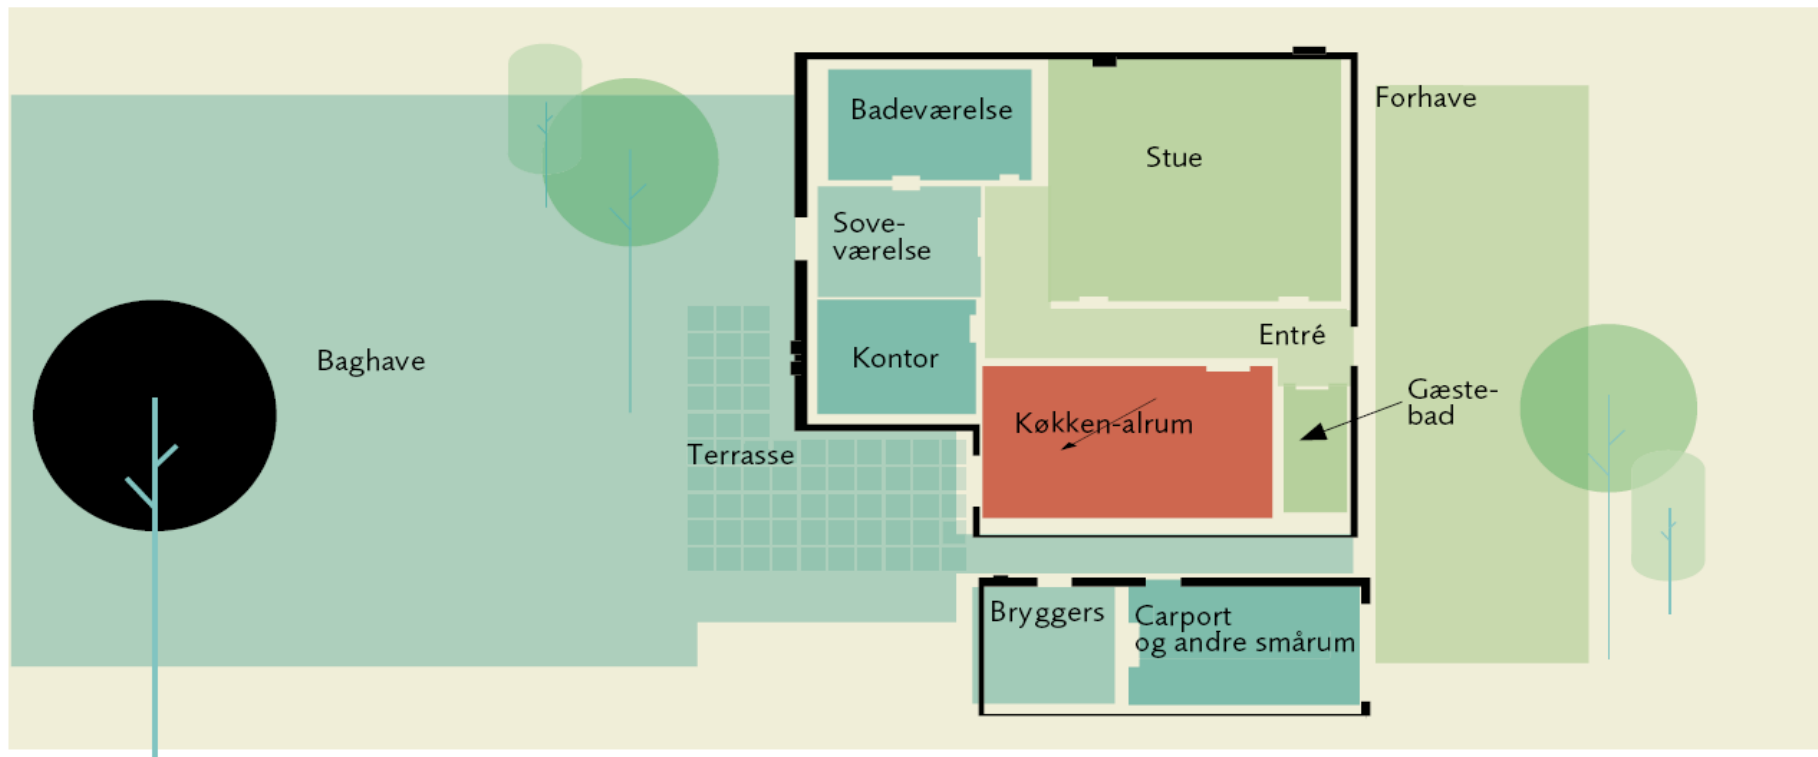 Badeværelse
Forhave
Stue
Sove-
værelse
Entré
Baghave
Kontor
Gæste-
bad
Køkken-alrum
Terrasse
Bryggers
Carport
og andre smårum